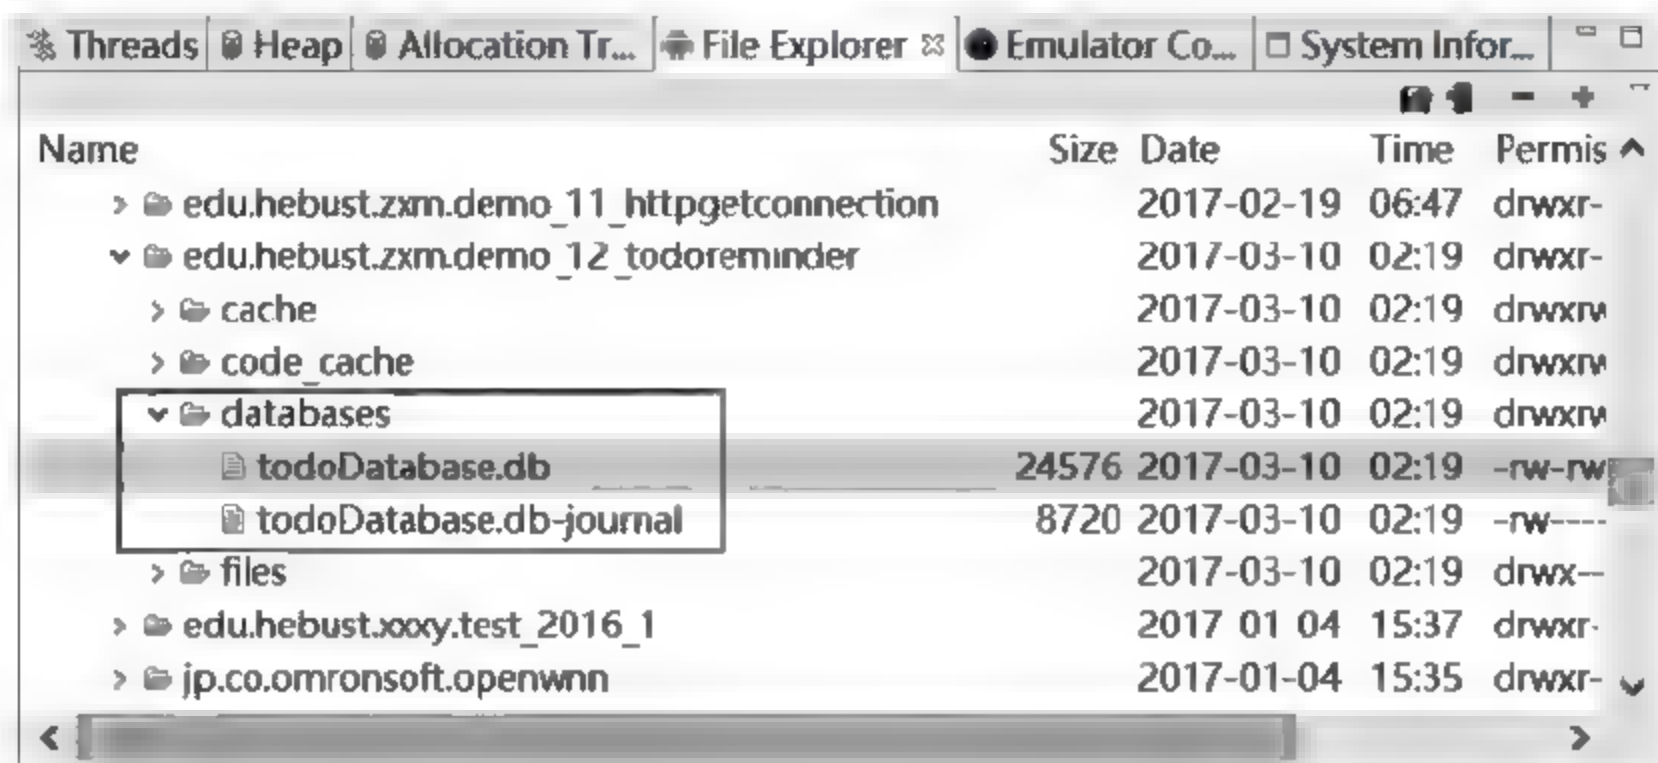 Threads Heap Allocation Tr... File Explorer Emulator Co... System Infor...
Name Size Date Time Permis
edu.hebust.zxm.demo_11_httpgetconnection 2017-02-19 06:47 drwxr-
edu.hebust.zxm.demo_12_todoreminder 2017-03-10 02:19 drwxr-
cache 2017-03-10 02:19 drwxrw
code_cache 2017-03-10 02:19 drwxrw
databases 2017-03-10 02:19 drwxrw
todoDatabase.db 24576 2017-03-10 02:19 -rw-rw
todoDatabase.db-journal 8720 2017-03-10 02:19 -rw----
files 2017-03-10 02:19 drwx--
edu.hebust.xxxy.test_2016_1 2017 01 04 15:37 drwxr-
jp.co.omronsoft.openwnn 2017-01-04 15:35 drwxr-